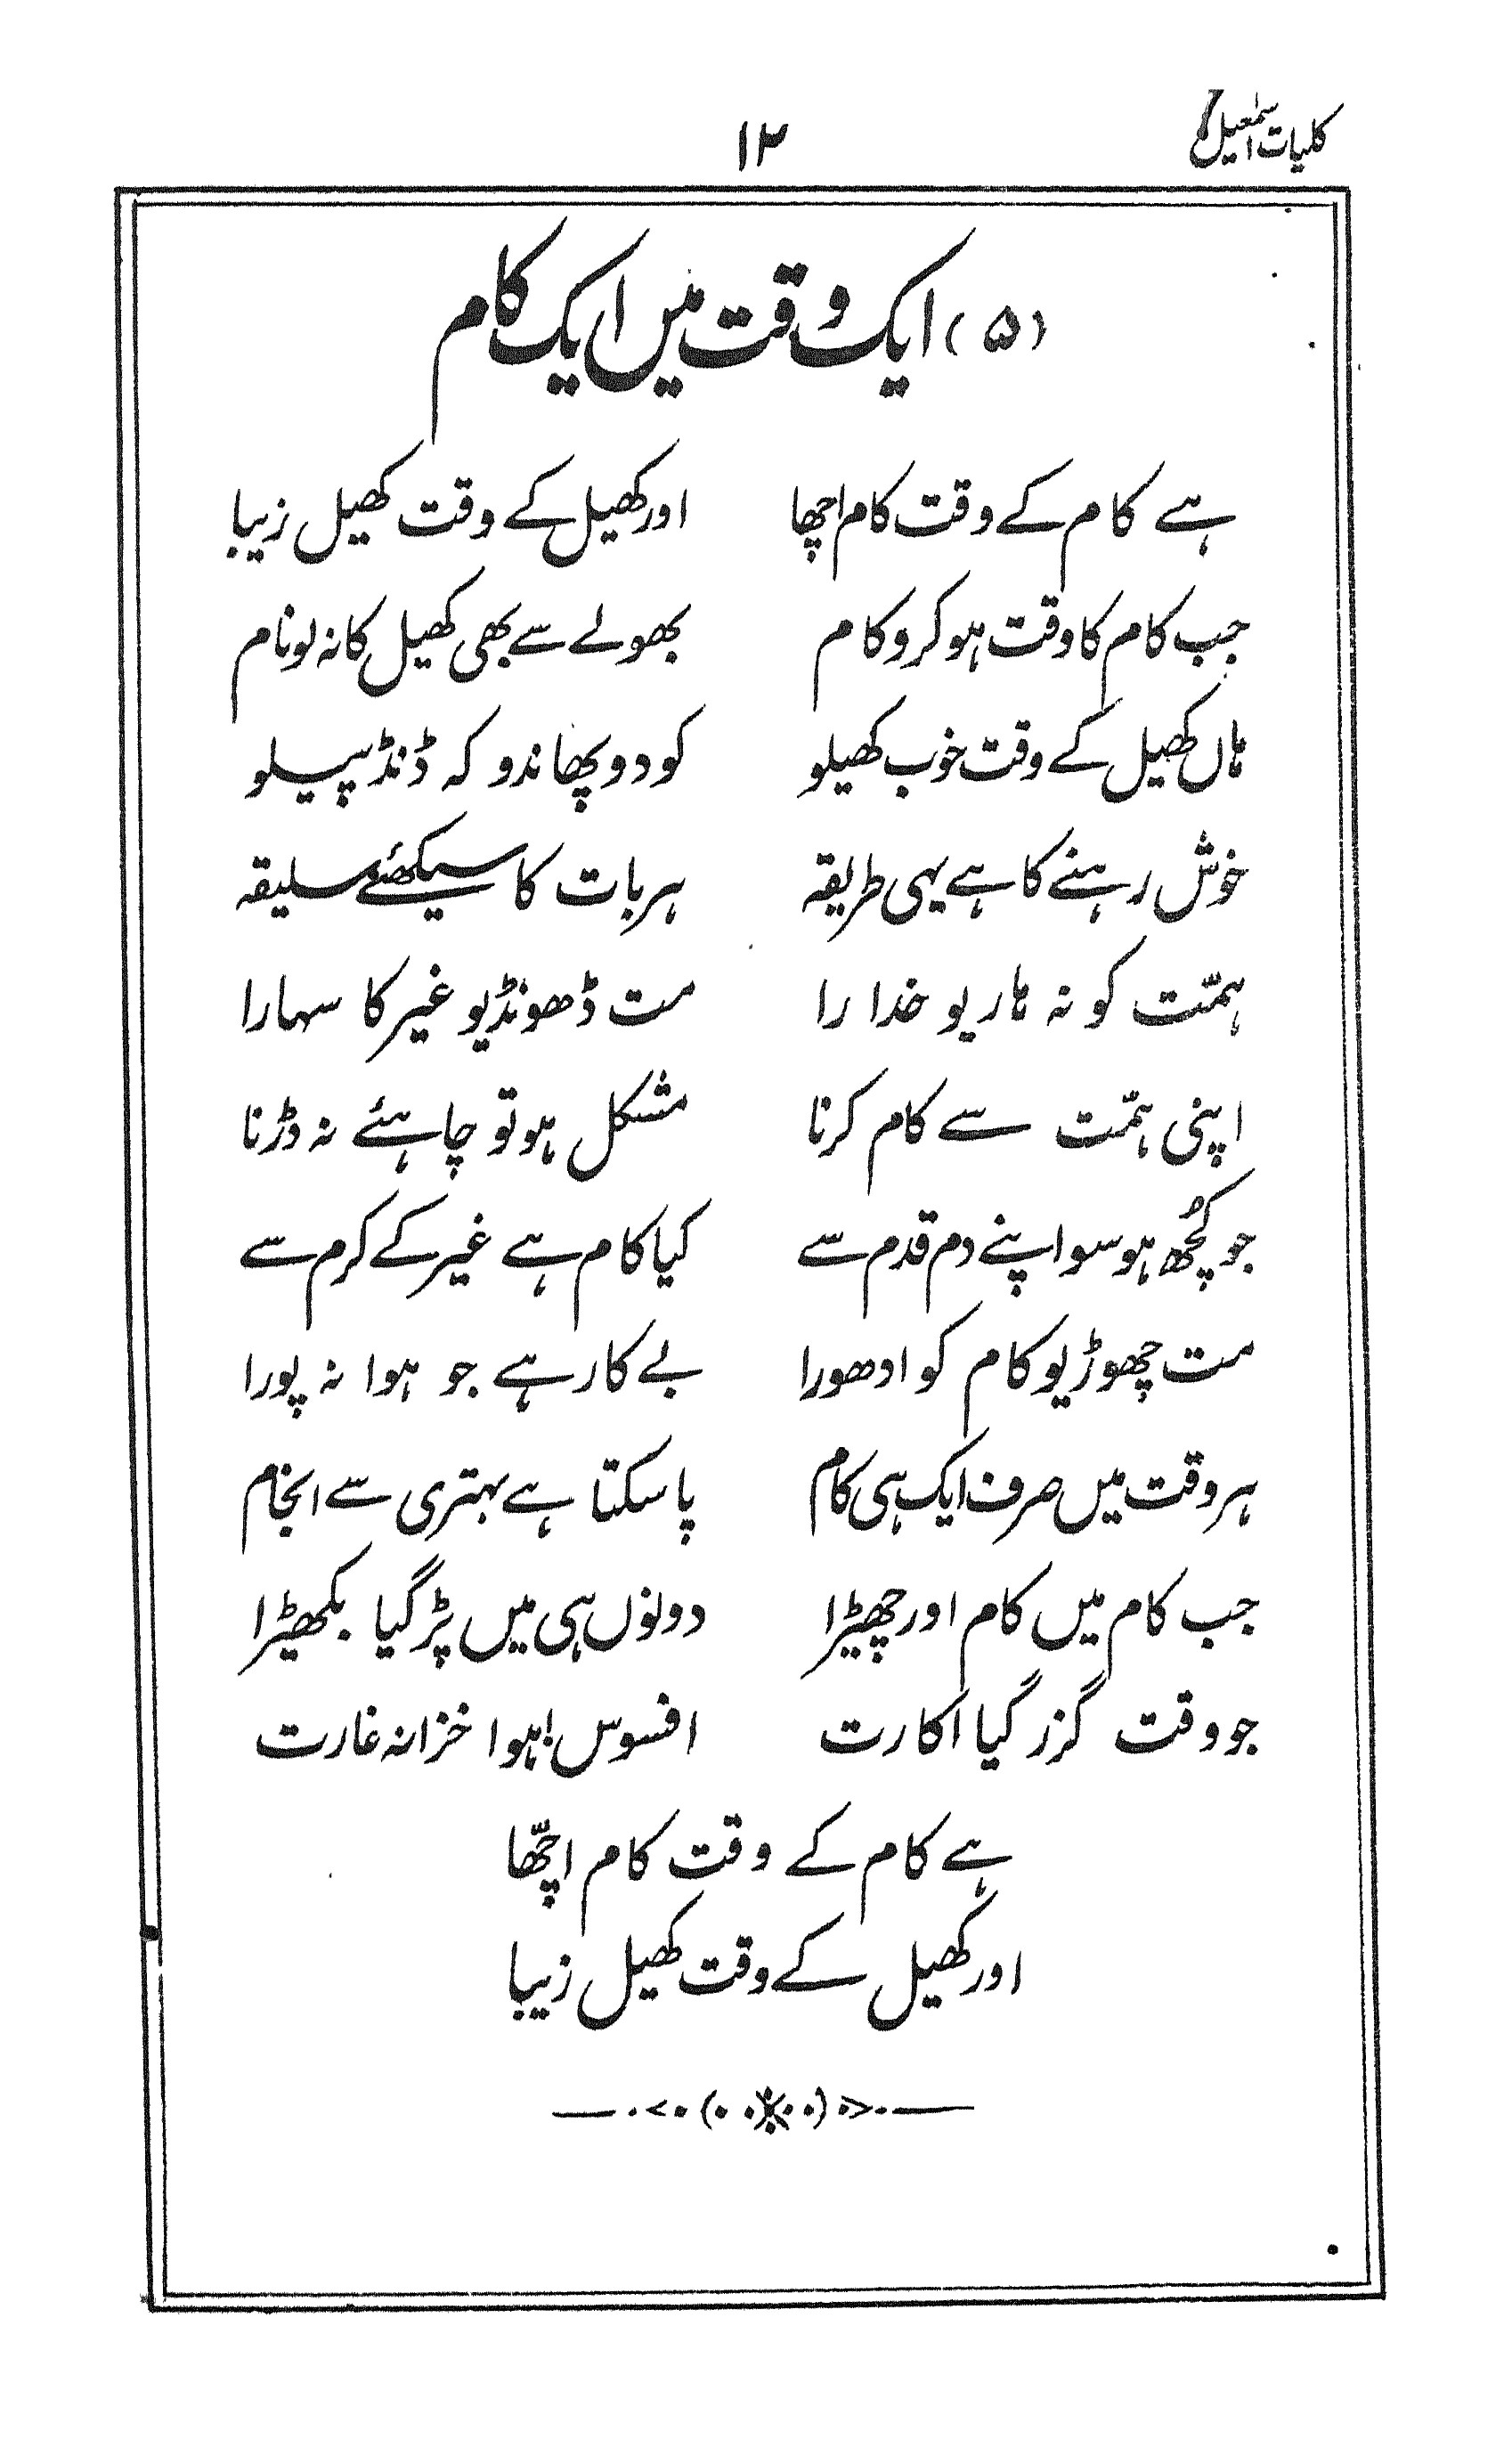 کلیات اسمٰعیل
۱۲
(۵) ایک وقت میں ایک کام
ہے کام کے وقت کام اچھا اور کھیل کے وقت کھیل زیبا
جب کام کا وقت ہو کرو کام بھولے سے بھی کھیل کا نہ لو نام
ہاں کھیل کے وقت خوب کھیلو کودو پھاندو کہ ڈنڈ پیلو
خوش رہنے کا ہے یہی طریقہ ہر بات کا سیکھئے سلیقہ
ہمّت کو نہ ہاریو خدا را مت ڈھونڈیو غیر کا سہارا
اپنی ہمّت سے کام کرنا مشکل ہو تو چاہئے نہ ڈرنا
جو کُچھ ہو سو اپنے دم قدم سے کیا کام ہے غیر کے کرم سے
مت چھوڑیو کام کو ادھورا بے کار ہے جو ہوا نہ پورا
ہر وقت میں صرف ایک ہی کام پا سکتا ہے بہتری سے انجام
جب کام میں کام اور چھیڑا دونوں ہی میں پڑ گیا بکھیڑا
جو وقت گزر گیا اکارت افسوس! ہوا خزانہ غارت
ہے کام کے وقت کام اچّھا
اور کھیل کے وقت کھیل زیبا